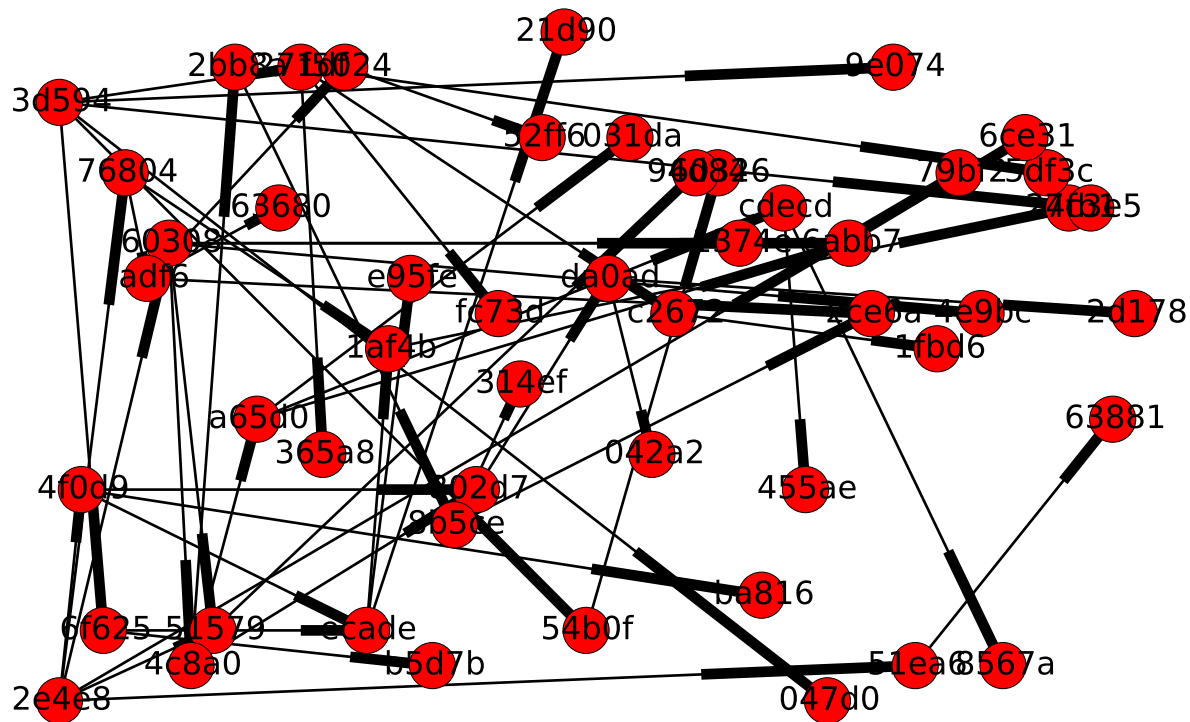 21d90
9e074
3d594
52ff6
031da
6ce31
76804
79bf2
25df3c
63680
cdecd
60308
6abb7
adf6
e95fe
da0ad
fc73d
c2672
2ce6a
4e9bc
2d178
1af4b
1fbd6
314ef
a65d0
63881
365a8
042a2
4f0d9
802d7
455ae
8b5ce
ba816
6f625
51579
ecade
54b0f
4c8a0
b5d7b
51ea6
8567a
2e4e8
047d0